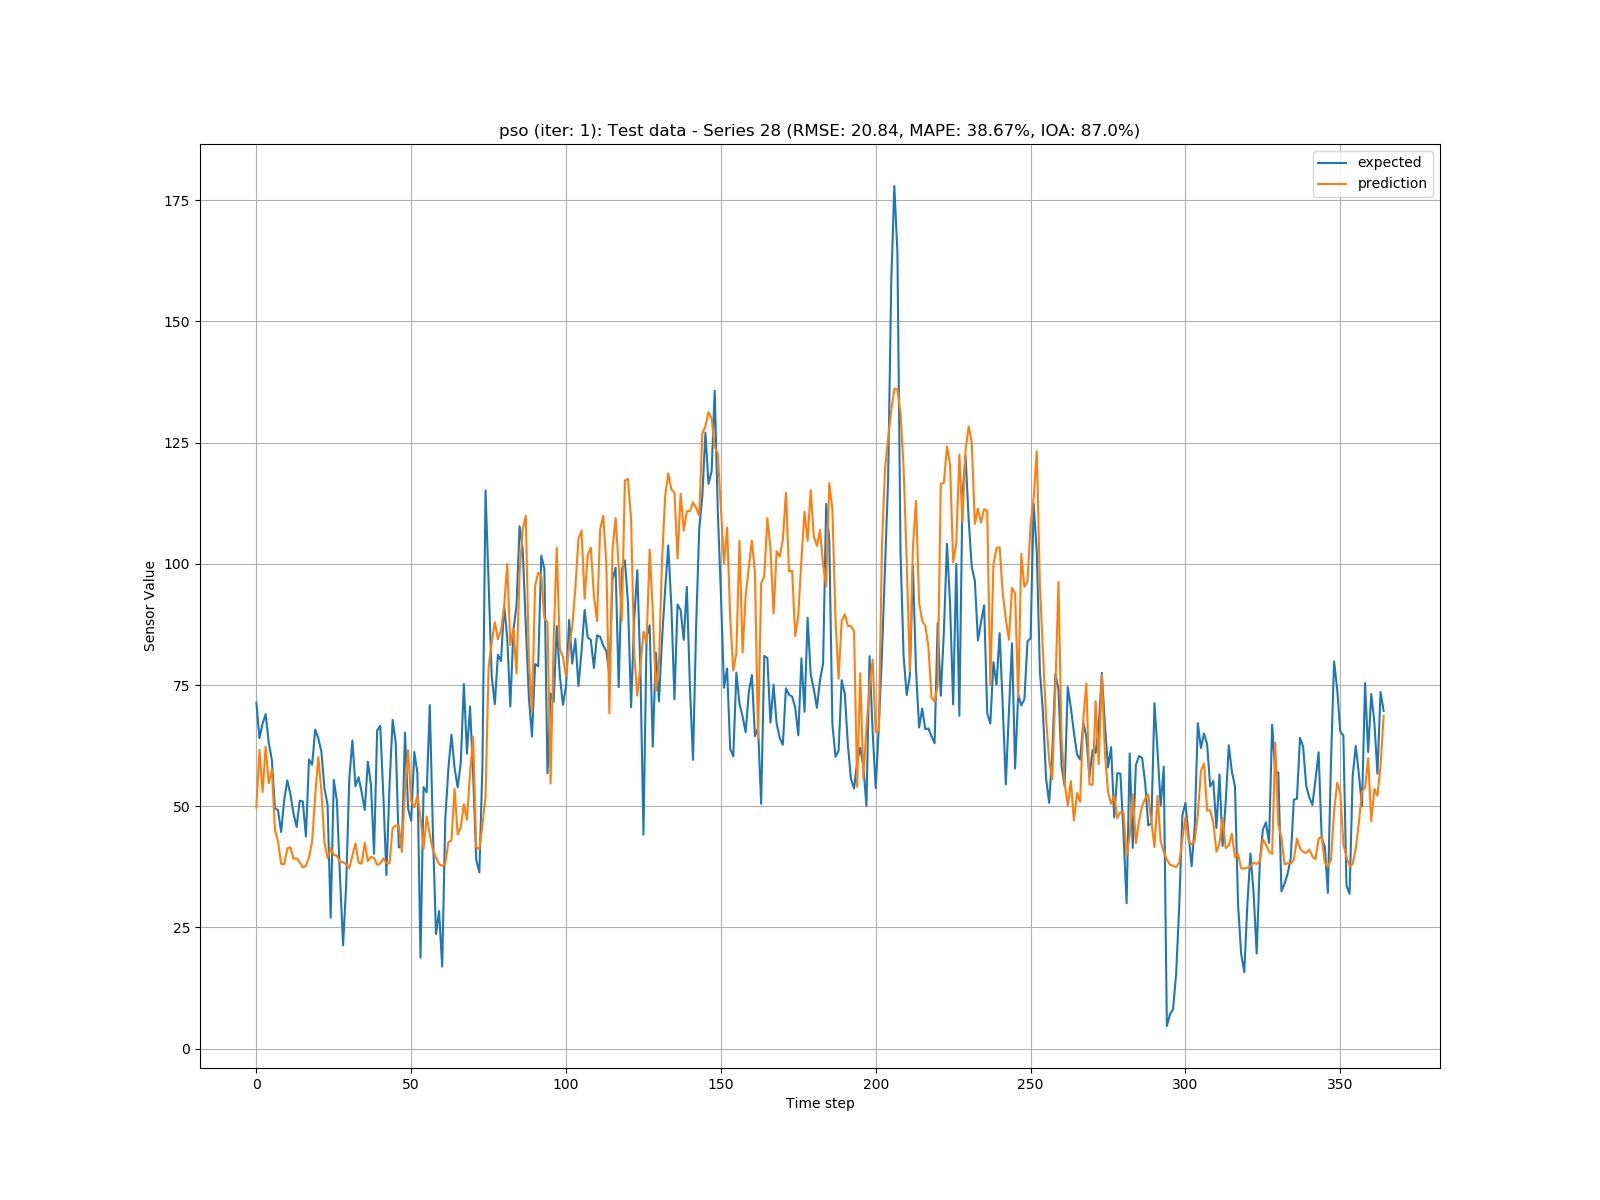 pso (iter: 1): Test data - Series 28 (RMSE: 20.84, MAPE: 38.67%, IOA: 87.0%)
expected
prediction
175
150
125
100
75
50
25
0
Sensor Value
0 50 100 150 200 250 300 350
Time step